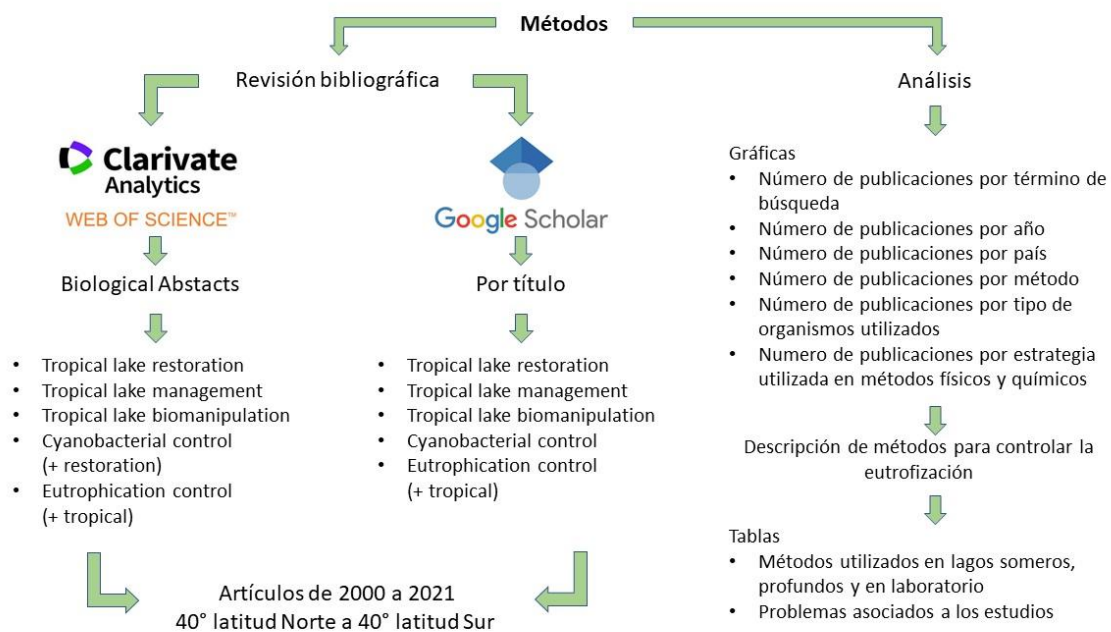 Métodos
Revisión bibliográfica
Clarivate
Analytics
WEB OF SCIENCE™
Biological Abstacts
• Tropical lake restoration
• Tropical lake management
• Tropical lake biomanipulation
• Cyanobacterial control
(+ restoration)
• Eutrophication control
(+ tropical)
Google Scholar
Por título
• Tropical lake restoration
• Tropical lake management
• Tropical lake biomanipulation
• Cyanobacterial control
• Eutrophication control
(+ tropical)
Artículos de 2000 a 2021
40° latitud Norte a 40° latitud Sur
Análisis
Gráficas
• Número de publicaciones por término de
búsqueda
• Número de publicaciones por año
• Número de publicaciones por país
• Número de publicaciones por método
• Número de publicaciones por tipo de
organismos utilizados
• Numero de publicaciones por estrategia
utilizada en métodos físicos y químicos
Descripción de métodos para controlar la
eutrofización
Tablas
• Métodos utilizados en lagos someros,
profundos y en laboratorio
• Problemas asociados a los estudios